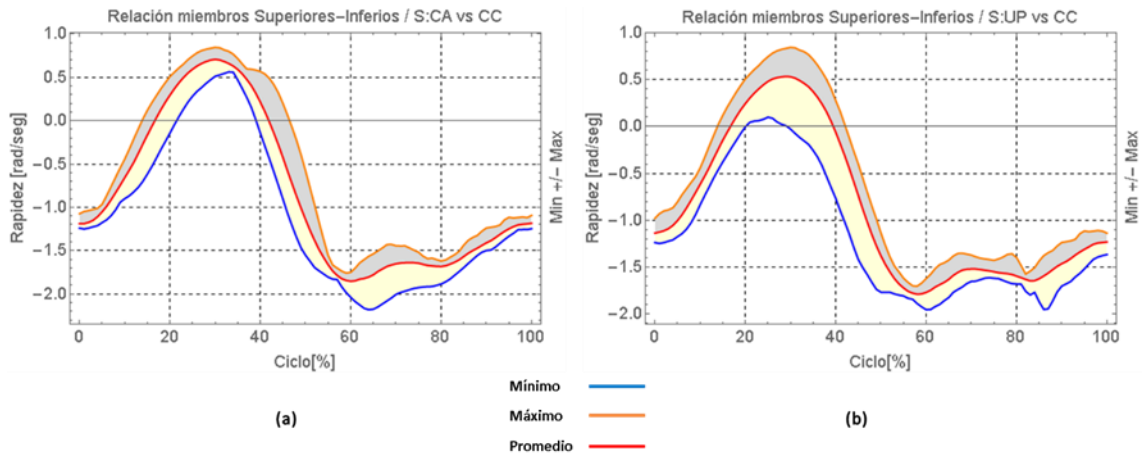 Relación miembros Superiores-Inferios / S:CA vs CC
1.0
0.5
0.0
-0.5
-1.0
-1.5
-2.0
Rapidez [rad/seg]
Min +/- Max
0 20 40 60 80 100
Ciclo[%]
(a)
Relación miembros Superiores-Inferios / S:UP vs CC
1.0
0.5
0.0
-0.5
-1.0
-1.5
-2.0
Rapidez [rad/seg]
Min +/- Max
0 20 40 60 80 100
Ciclo[%]
(b)
Mínimo
Máximo
Promedio